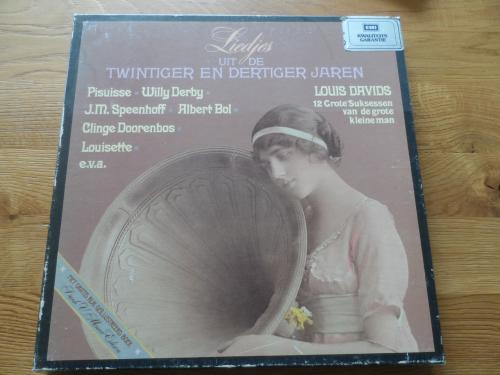 Liedjes
UIT DE
TWINTIGER EN DERTIGER JAREN
EMI
KWALITEITS
GARANTIE
Pisuisse • Willy Derby •
J.M. Speenhoff • Albert Bol •
Clinge Doorenbos •
Louisette •
e.v.a.
LOUIS DAVIDS
12 Grote Suksessen
van de grote
kleine man